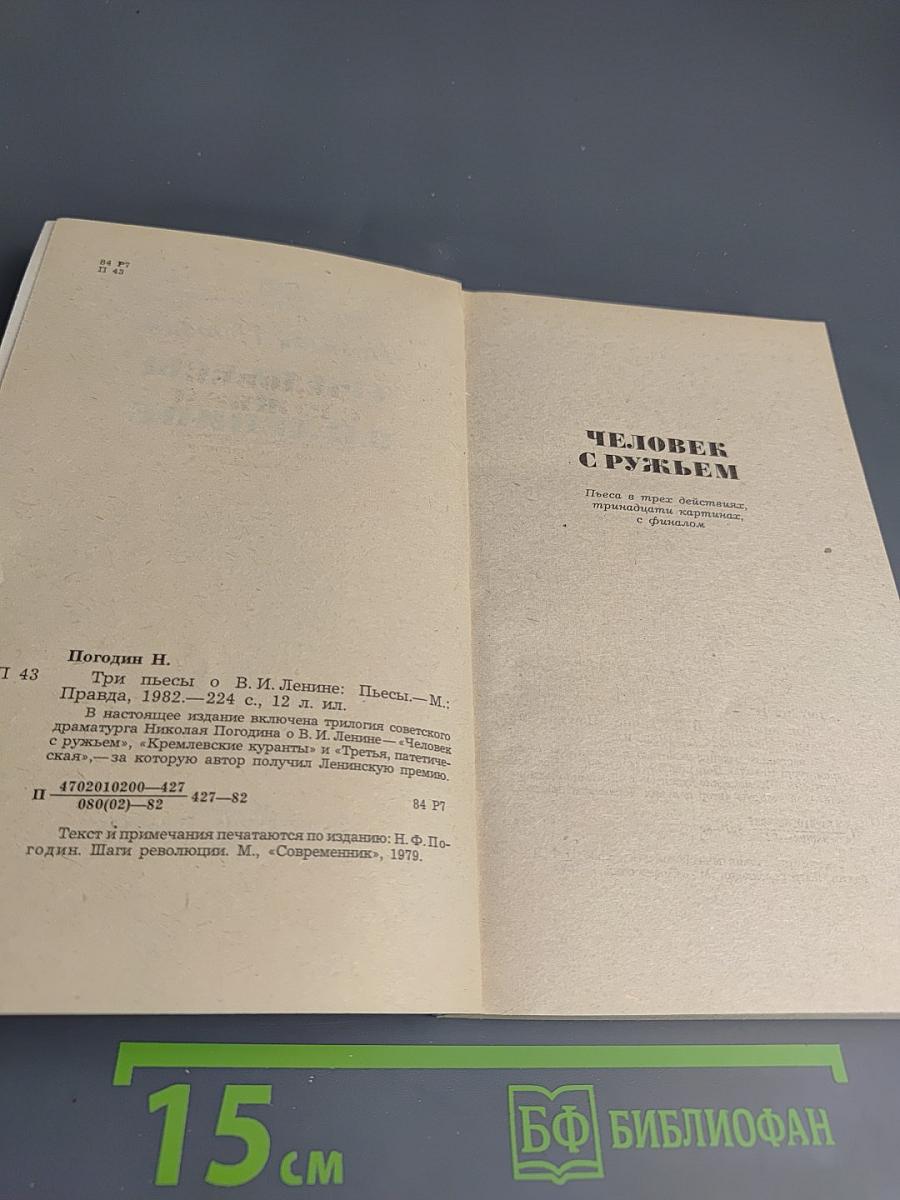 84 Р7
П 43
Погодин Н.
П 43
Три пьесы о В. И. Ленине: Пьесы.— М.:
Правда, 1982.—224 с., 12 л. ил.
В настоящее издание включена трилогия советского
драматурга Николая Погодина о В. И. Ленине— «Человек
с ружьем», «Кремлевские куранты» и «Третья, патетиче-
ская»,— за которую автор получил Ленинскую премию.
П 4702010200—427
080(02)—82 427—82
84 Р7
Текст и примечания печатаются по изданию: Н. Ф. По-
годин. Шаги революции. М., «Современник», 1979.
ЧЕЛОВЕК
С РУЖЬЕМ
Пьеса в трех действиях,
тринадцати картинах,
с финалом
15 см
БФ БИБЛИОФАН